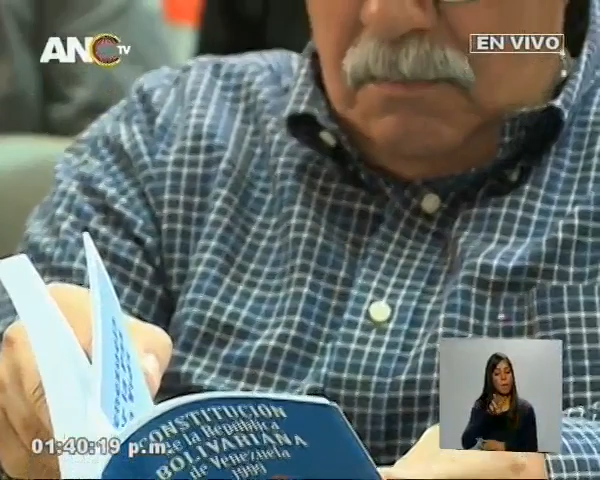 ANC TV
EN VIVO
CONSTITUCIÓN
de la República
BOLIVARIANA
de Venezuela
1999
01:40:19 p.m.